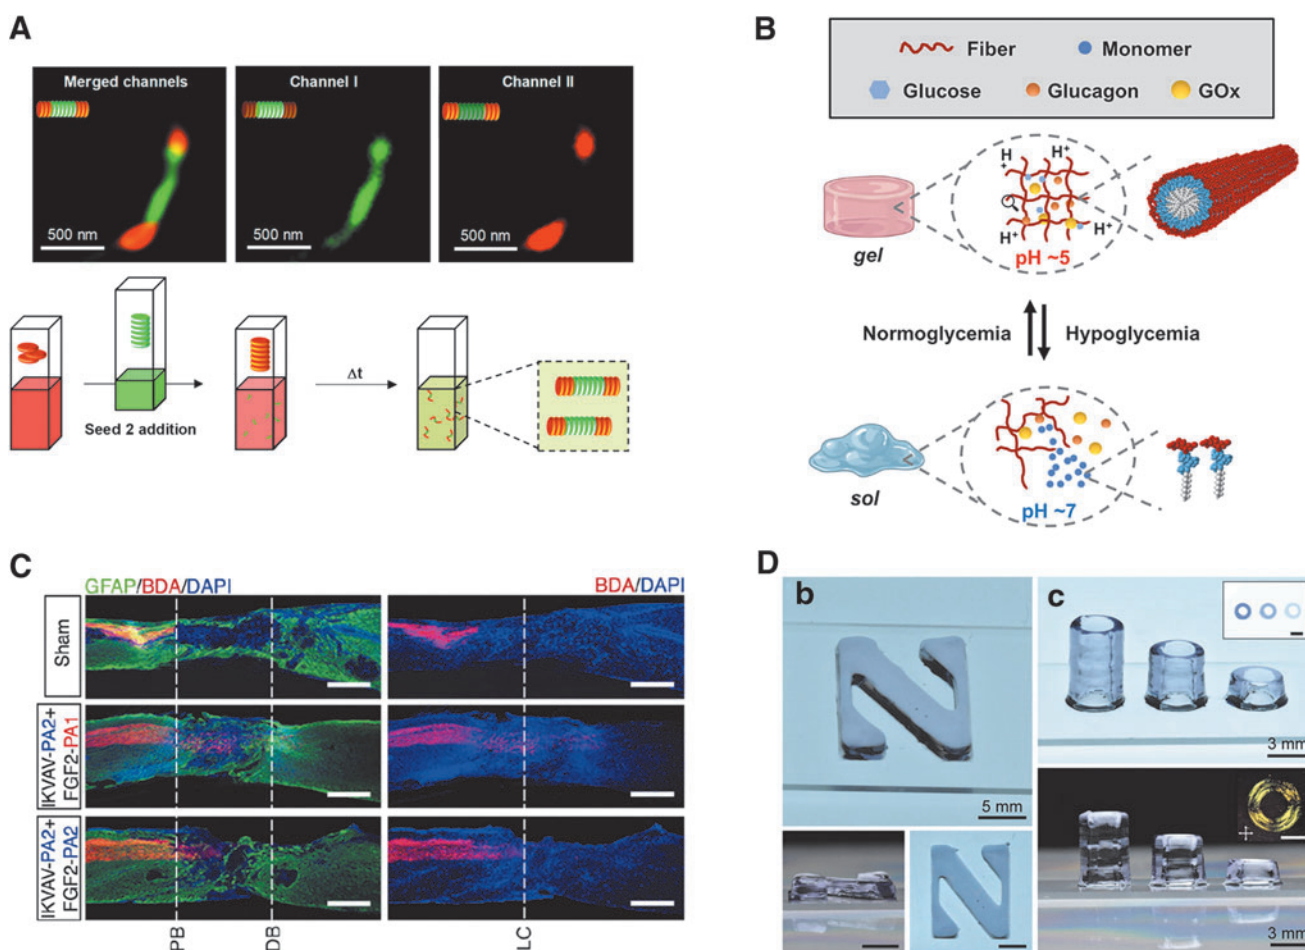 A
Merged channels
Channel I
Channel II
500 nm
500 nm
500 nm
Seed 2 addition
Δt
B
Fiber
Monomer
Glucose
Glucagon
GOx
H+
H+
H+
H+
gel
pH ~5
Normoglycemia
Hypoglycemia
sol
pH ~7
C
GFAP/BDA/DAPI
BDA/DAPI
Sham
IKVAV-PA2+
FGF2-PA1
IKVAV-PA2+
FGF2-PA2
PB
DB
LC
D
b
5 mm
c
3 mm
3 mm